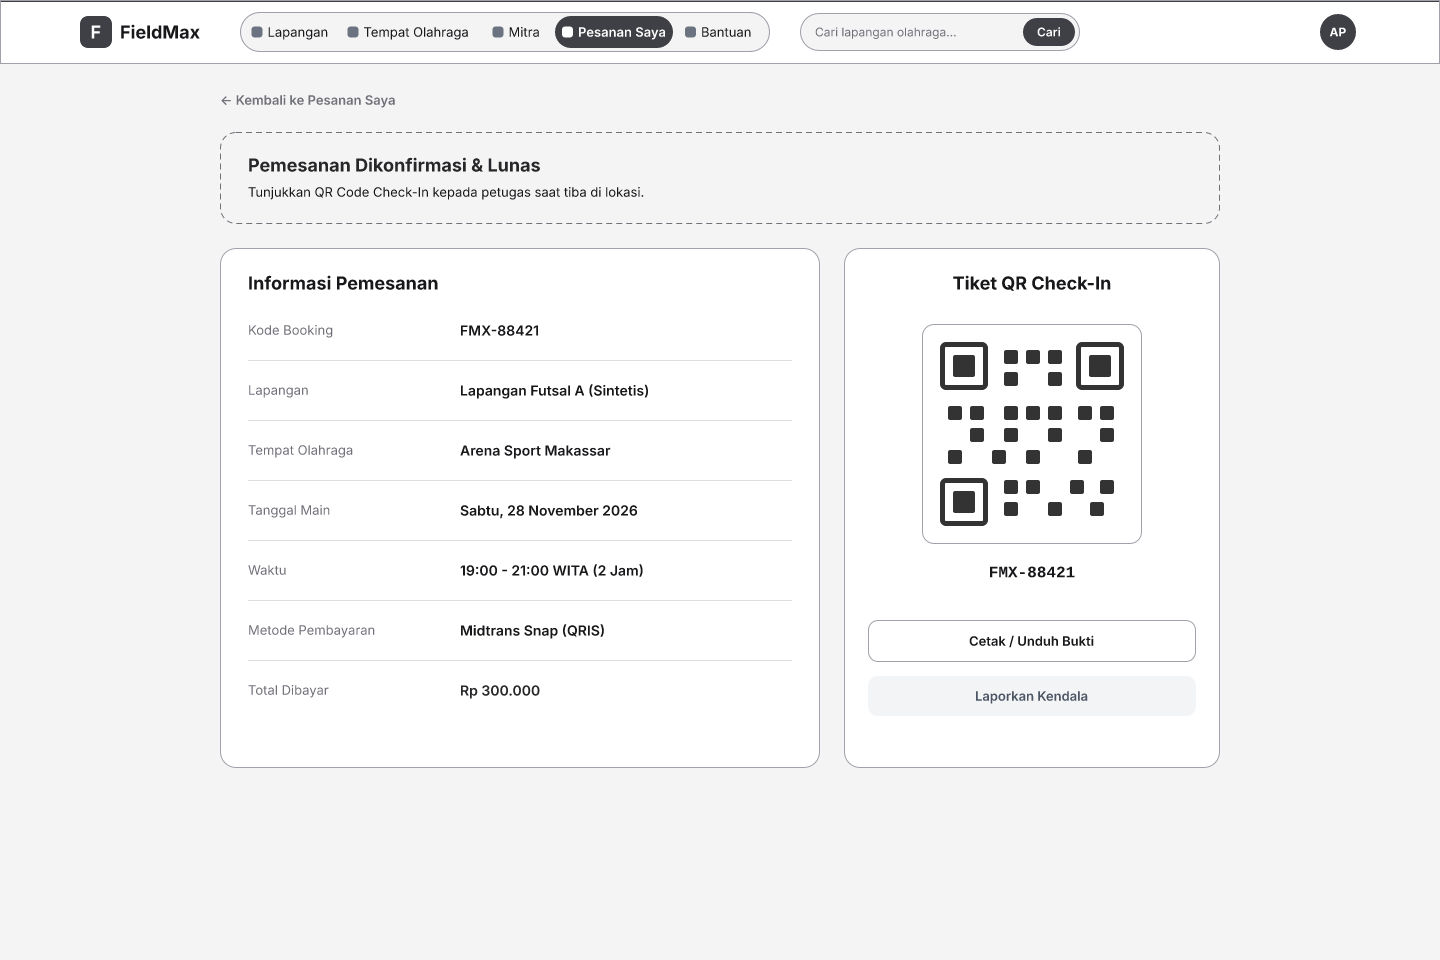 F FieldMax
Lapangan
Tempat Olahraga
Mitra
Pesanan Saya
Bantuan
Cari lapangan olahraga...
Cari
AP
← Kembali ke Pesanan Saya
Pemesanan Dikonfirmasi & Lunas
Tunjukkan QR Code Check-In kepada petugas saat tiba di lokasi.
Informasi Pemesanan
Kode Booking FMX-88421
Lapangan Lapangan Futsal A (Sintetis)
Tempat Olahraga Arena Sport Makassar
Tanggal Main Sabtu, 28 November 2026
Waktu 19:00 - 21:00 WITA (2 Jam)
Metode Pembayaran Midtrans Snap (QRIS)
Total Dibayar Rp 300.000
Tiket QR Check-In
FMX-88421
Cetak / Unduh Bukti
Laporkan Kendala